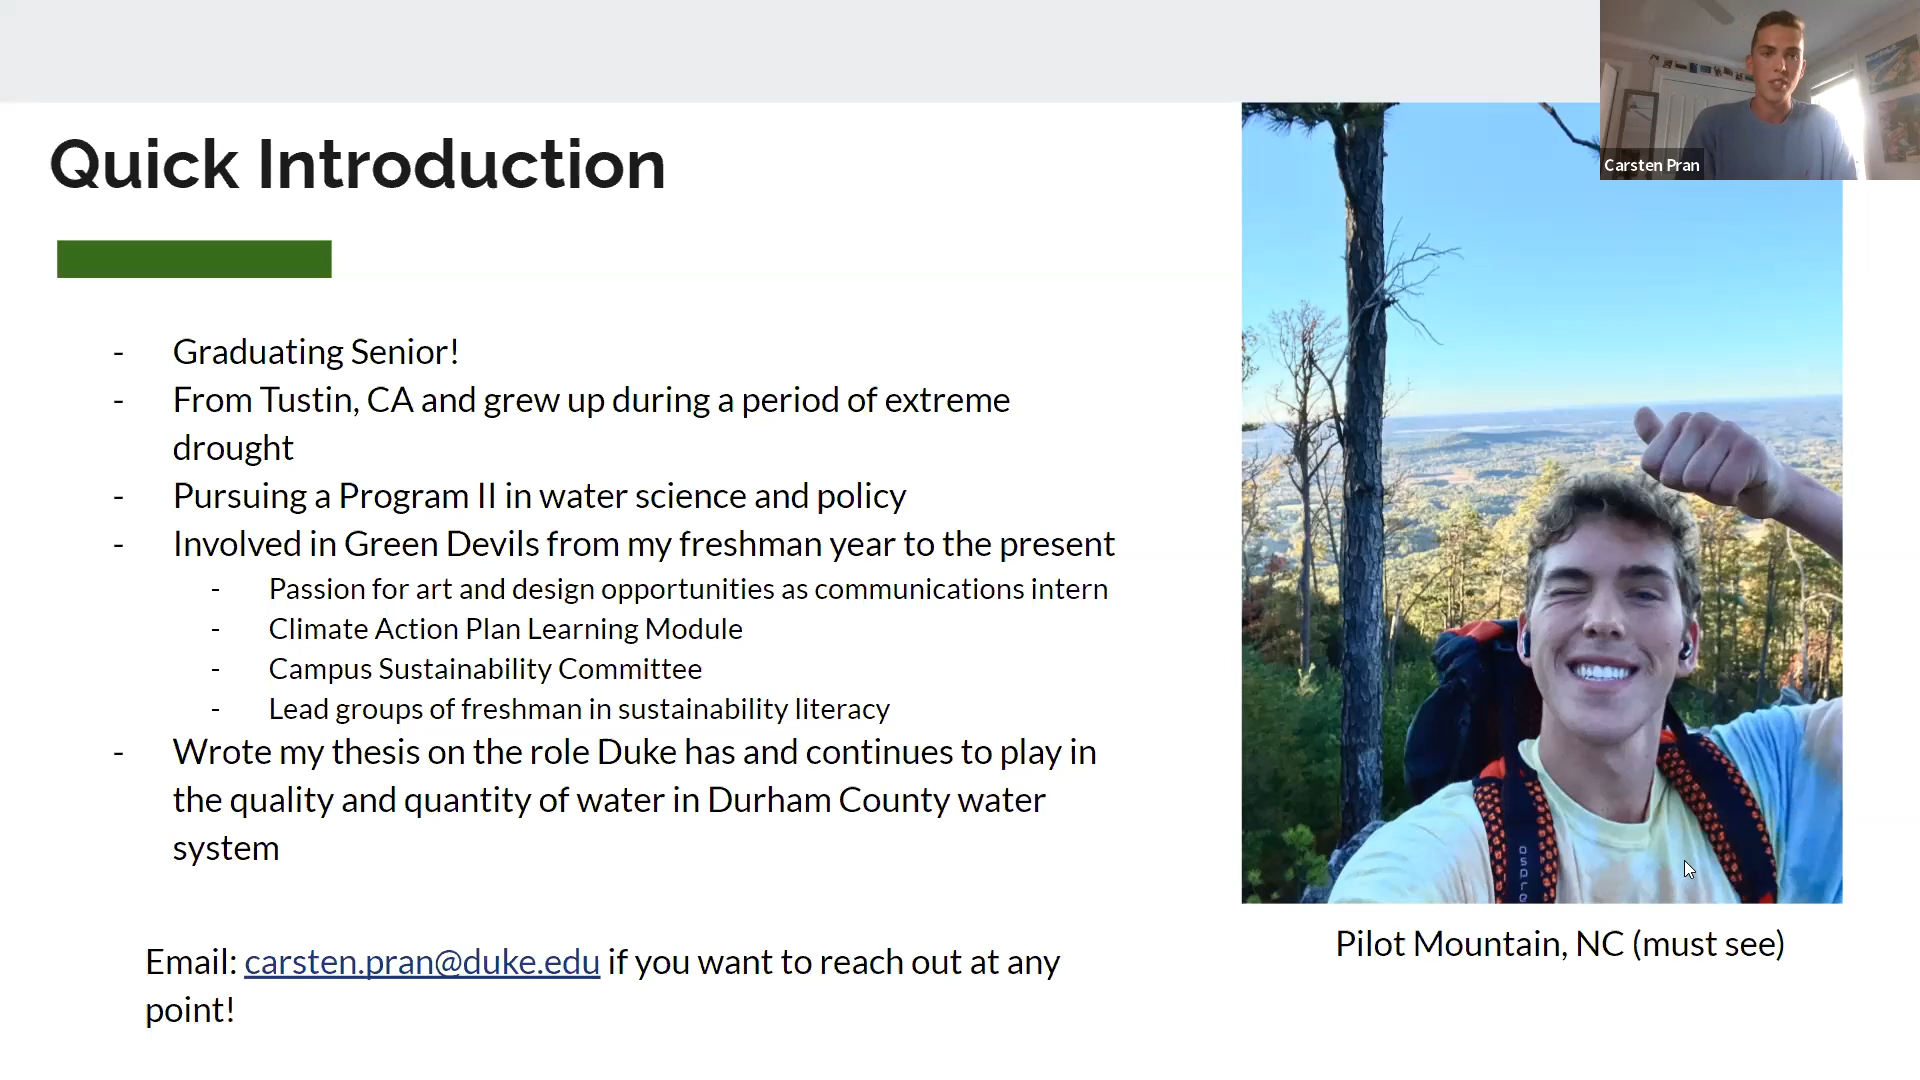 Carsten Pran
Quick Introduction
- Graduating Senior!
- From Tustin, CA and grew up during a period of extreme
drought
- Pursuing a Program II in water science and policy
- Involved in Green Devils from my freshman year to the present
- Passion for art and design opportunities as communications intern
- Climate Action Plan Learning Module
- Campus Sustainability Committee
- Lead groups of freshman in sustainability literacy
- Wrote my thesis on the role Duke has and continues to play in
the quality and quantity of water in Durham County water
system
Email: carsten.pran@duke.edu if you want to reach out at any
point!
ospre
Pilot Mountain, NC (must see)